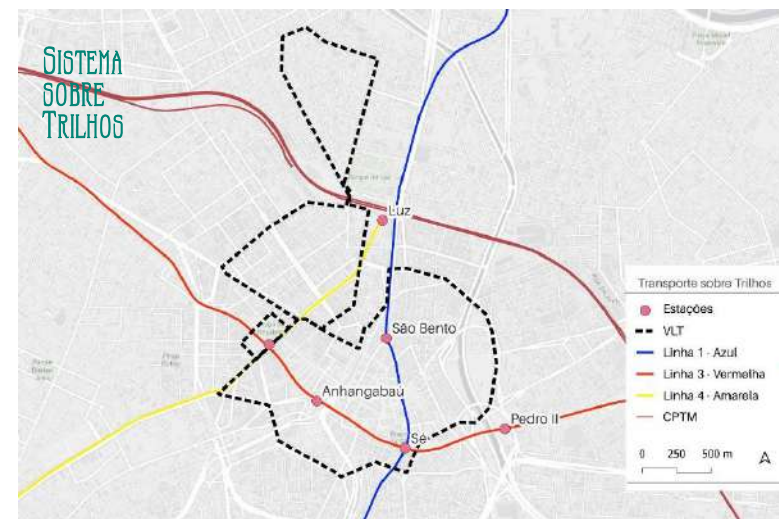 SISTEMA
SOBRE
TRILHOS
Luz
São Bento
Anhangabaú
Sé
Pedro II
Transporte sobre Trilhos
Estações
VLT
Linha 1 - Azul
Linha 3 - Vermelha
Linha 4 - Amarela
CPTM
0 250 500 m